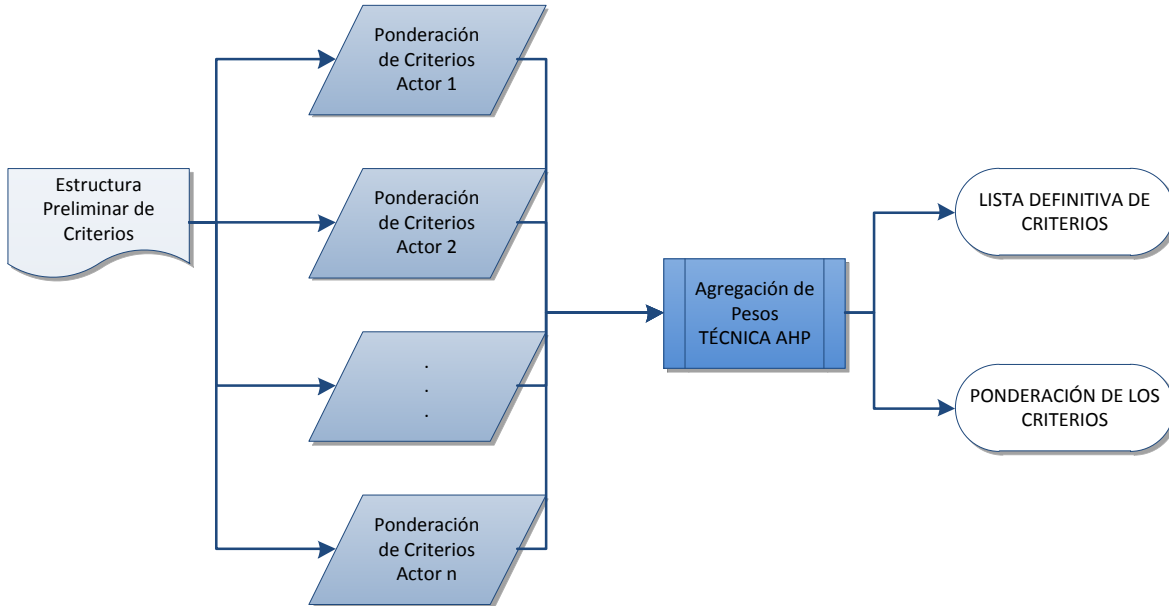 Ponderación
de Criterios
Actor 1
Estructura
Preliminar de
Criterios
Ponderación
de Criterios
Actor 2
.
.
.
Ponderación
de Criterios
Actor n
Agregación de
Pesos
TÉCNICA AHP
LISTA DEFINITIVA DE
CRITERIOS
PONDERACIÓN DE LOS
CRITERIOS